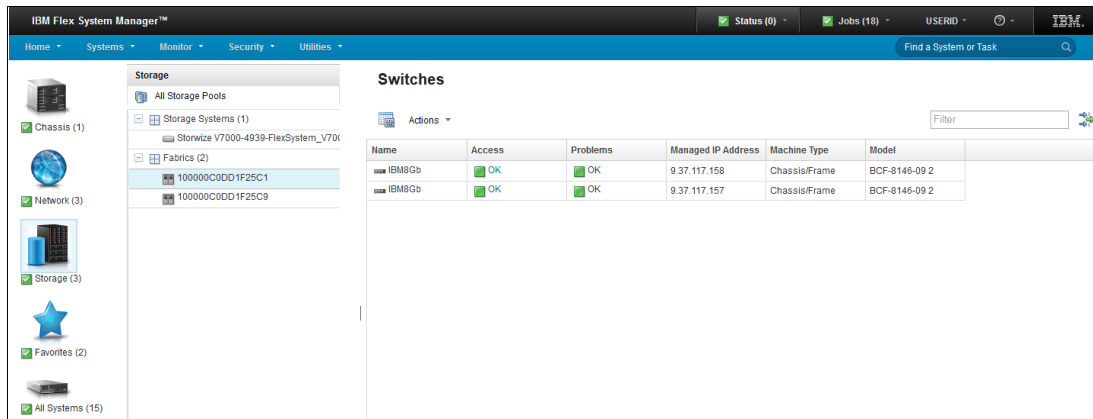 IBM Flex System Manager™
Status (0)
Jobs (18)
USERID
?
IBM.
Home
Systems
Monitor
Security
Utilities
Find a System or Task
Chassis (1)
Network (3)
Storage (3)
Favorites (2)
All Systems (15)
Storage
All Storage Pools
Storage Systems (1)
Storwize V7000-4939-FlexSystem_V700
Fabrics (2)
100000C0DD1F25C1
100000C0DD1F25C9
Switches
Actions
Filter
Name Access Problems Managed IP Address Machine Type Model
IBM8Gb OK OK 9.37.117.158 Chassis/Frame BCF-8146-09 2
IBM8Gb OK OK 9.37.117.157 Chassis/Frame BCF-8146-09 2